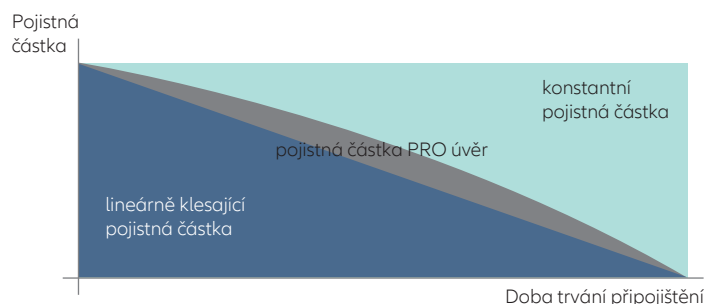 Pojistná
částka
konstantní
pojistná částka
pojistná částka PRO úvěr
lineárně klesající
pojistná částka
Doba trvání připojištění